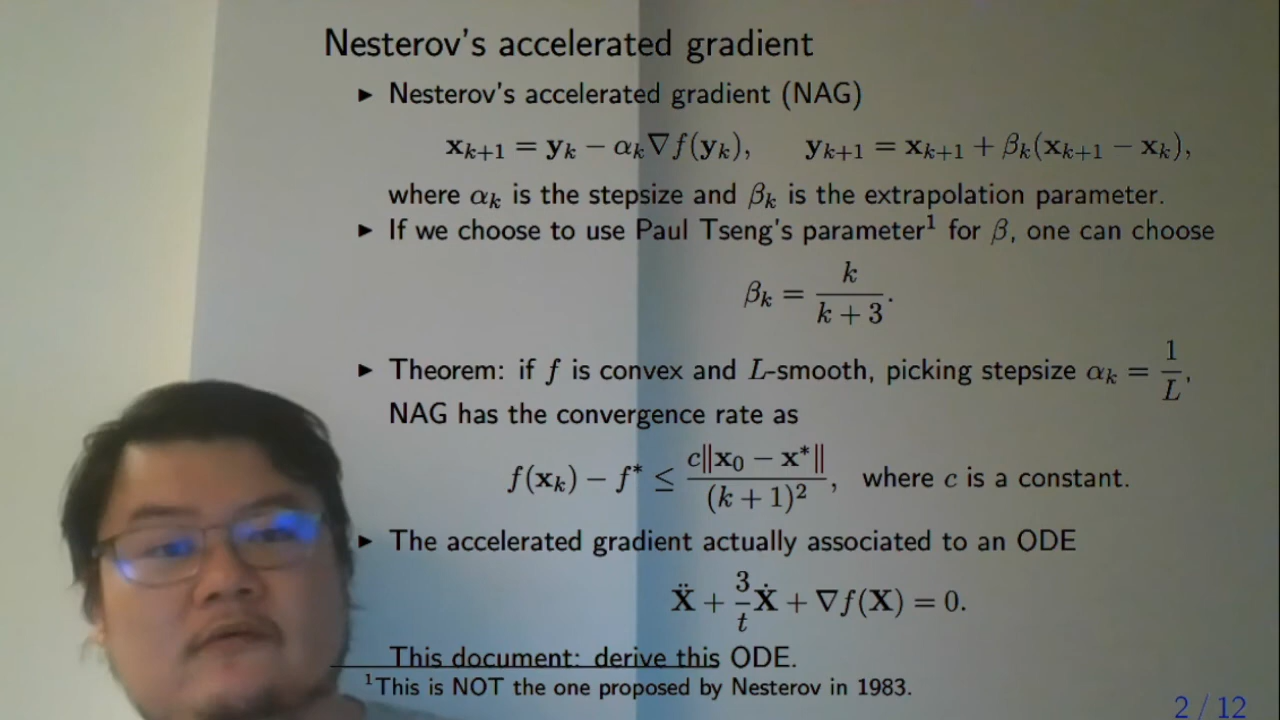 Nesterov's accelerated gradient
▶ Nesterov's accelerated gradient (NAG)
x_{k+1} = y_k − α_k∇f(y_k), y_{k+1} = x_{k+1} + β_k(x_{k+1} − x_k),
where α_k is the stepsize and β_k is the extrapolation parameter.
▶ If we choose to use Paul Tseng's parameter¹ for β, one can choose
β_k = k/(k + 3).
▶ Theorem: if f is convex and L-smooth, picking stepsize α_k = 1/L,
NAG has the convergence rate as
f(x_k) − f* ≤ c‖x_0 − x*‖/(k + 1)², where c is a constant.
▶ The accelerated gradient actually associated to an ODE
Ẍ + 3/t Ẋ + ∇f(X) = 0.
This document: derive this ODE.
¹This is NOT the one proposed by Nesterov in 1983.
2 / 12